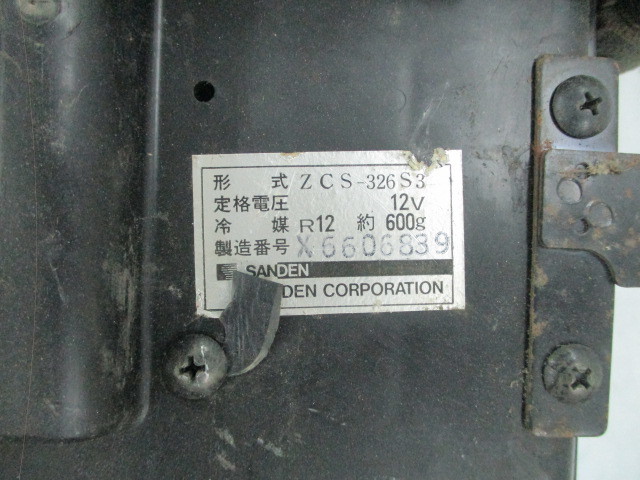 形 式 ZCS-326S3
定格電圧 12V
冷 媒 R12 約 600g
製造番号 X6606839
SANDEN
DEN CORPORATION